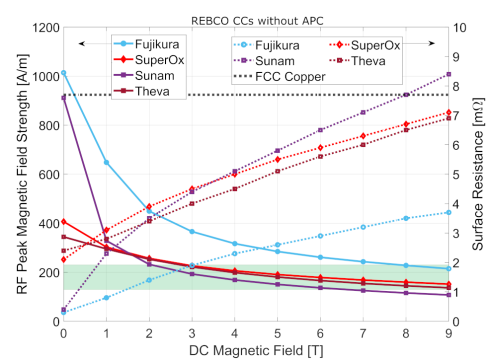 REBCO CCs without APC
1200
1000
800
600
400
200
0
RF Peak Magnetic Field Strength [A/m]
Fujikura
SuperOx
Sunam
Theva
Fujikura
SuperOx
Sunam
Theva
FCC Copper
10
9
8
7
6
5
4
3
2
1
0
Surface Resistance [mΩ]
0 1 2 3 4 5 6 7 8 9
DC Magnetic Field [T]